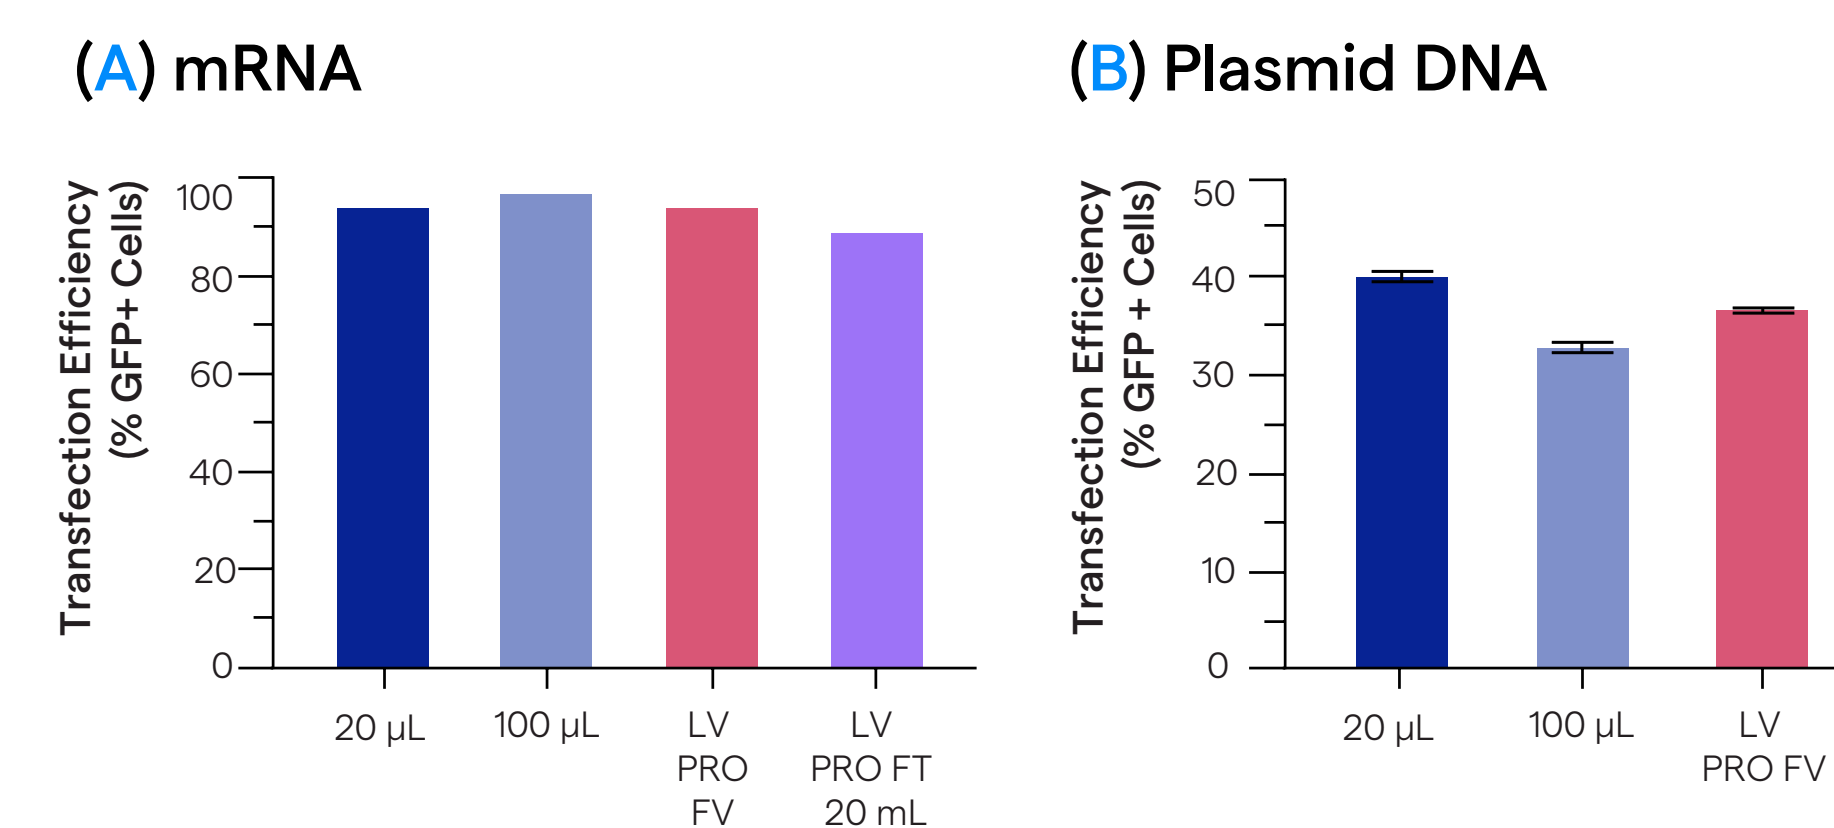 (A) mRNA
Transfection Efficiency
(% GFP+ Cells)
100
80
60
40
20
0
20 µL
100 µL
LV
PRO
FV
LV
PRO FT
20 mL
(B) Plasmid DNA
Transfection Efficiency
(% GFP + Cells)
50
40
30
20
10
0
20 µL
100 µL
LV
PRO FV